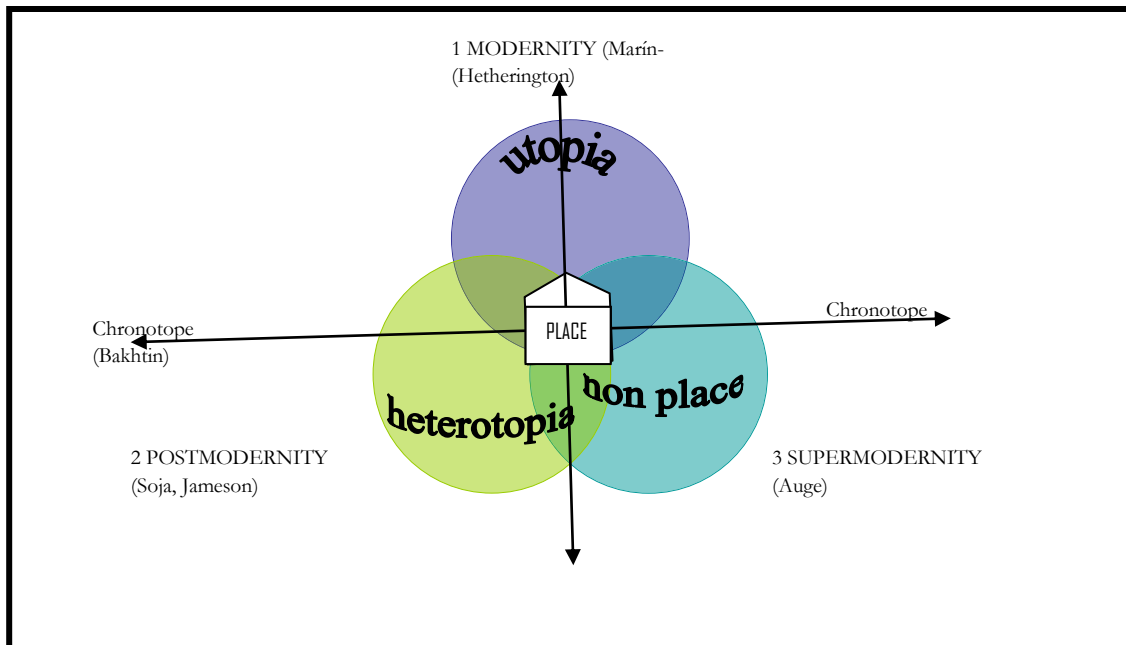 1 MODERNITY (Marín-
(Hetherington)
utopia
PLACE
Chronotope
(Bakhtin)
Chronotope
heterotopia
non place
2 POSTMODERNITY
(Soja, Jameson)
3 SUPERMODERNITY
(Auge)